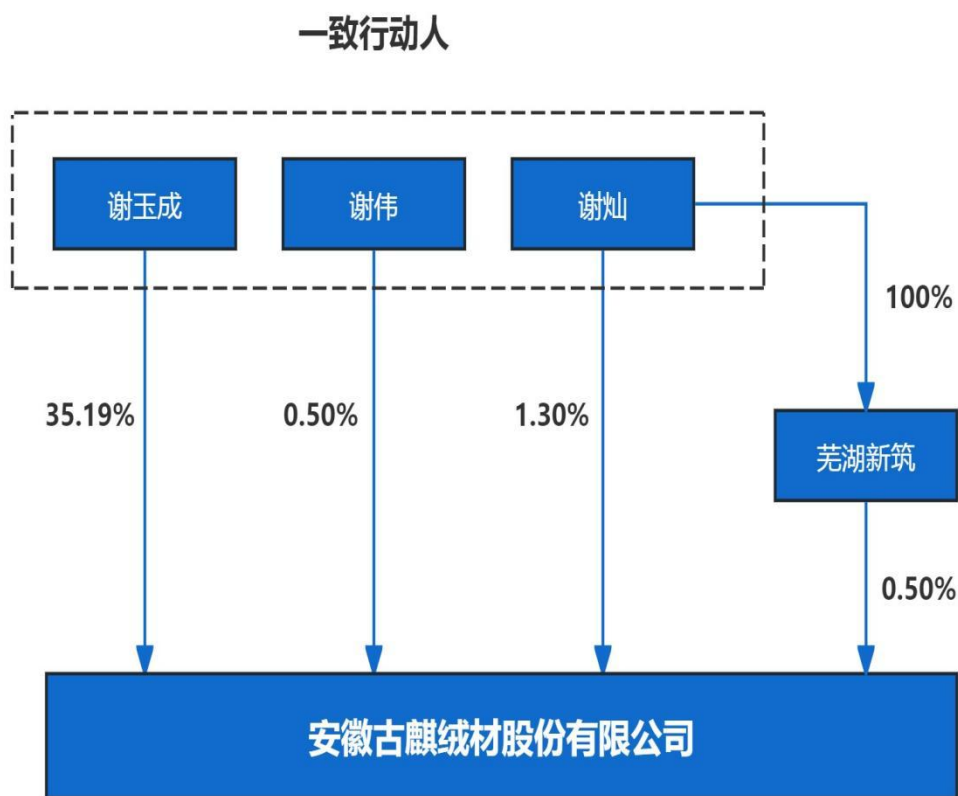 一致行动人
谢玉成
谢伟
谢灿
100%
35.19%
0.50%
1.30%
芜湖新筑
0.50%
安徽古麒绒材股份有限公司